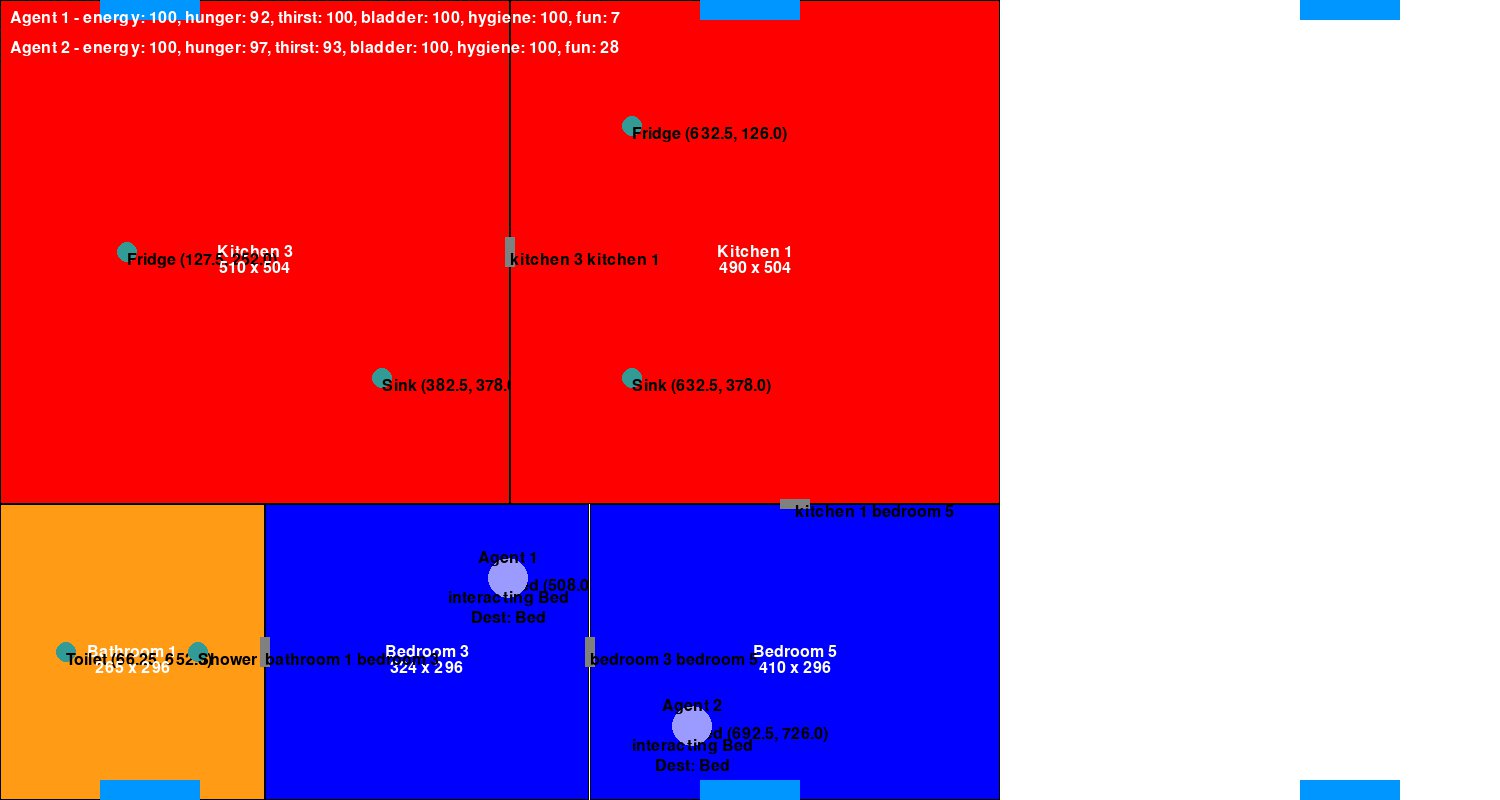 Agent 1 - energy: 100, hunger: 92, thirst: 100, bladder: 100, hygiene: 100, fun: 7
Agent 2 - energy: 100, hunger: 97, thirst: 93, bladder: 100, hygiene: 100, fun: 28
Fridge (632.5, 126.0)
Kitchen 3
510 x 504
Fridge (127.5, 252.0)
kitchen 3 kitchen 1
Kitchen 1
490 x 504
Sink (382.5, 378.0
Sink (632.5, 378.0)
kitchen 1 bedroom 5
Agent 1
d (508.0
interacting Bed
Dest: Bed
Bathroom 1
265 x 296
Toilet (66.25, 652.0)
Shower
bathroom 1 bedroom 3
Bedroom 3
324 x 296
bedroom 3 bedroom 5
Bedroom 5
410 x 296
Agent 2
d (692.5, 726.0)
interacting Bed
Dest: Bed